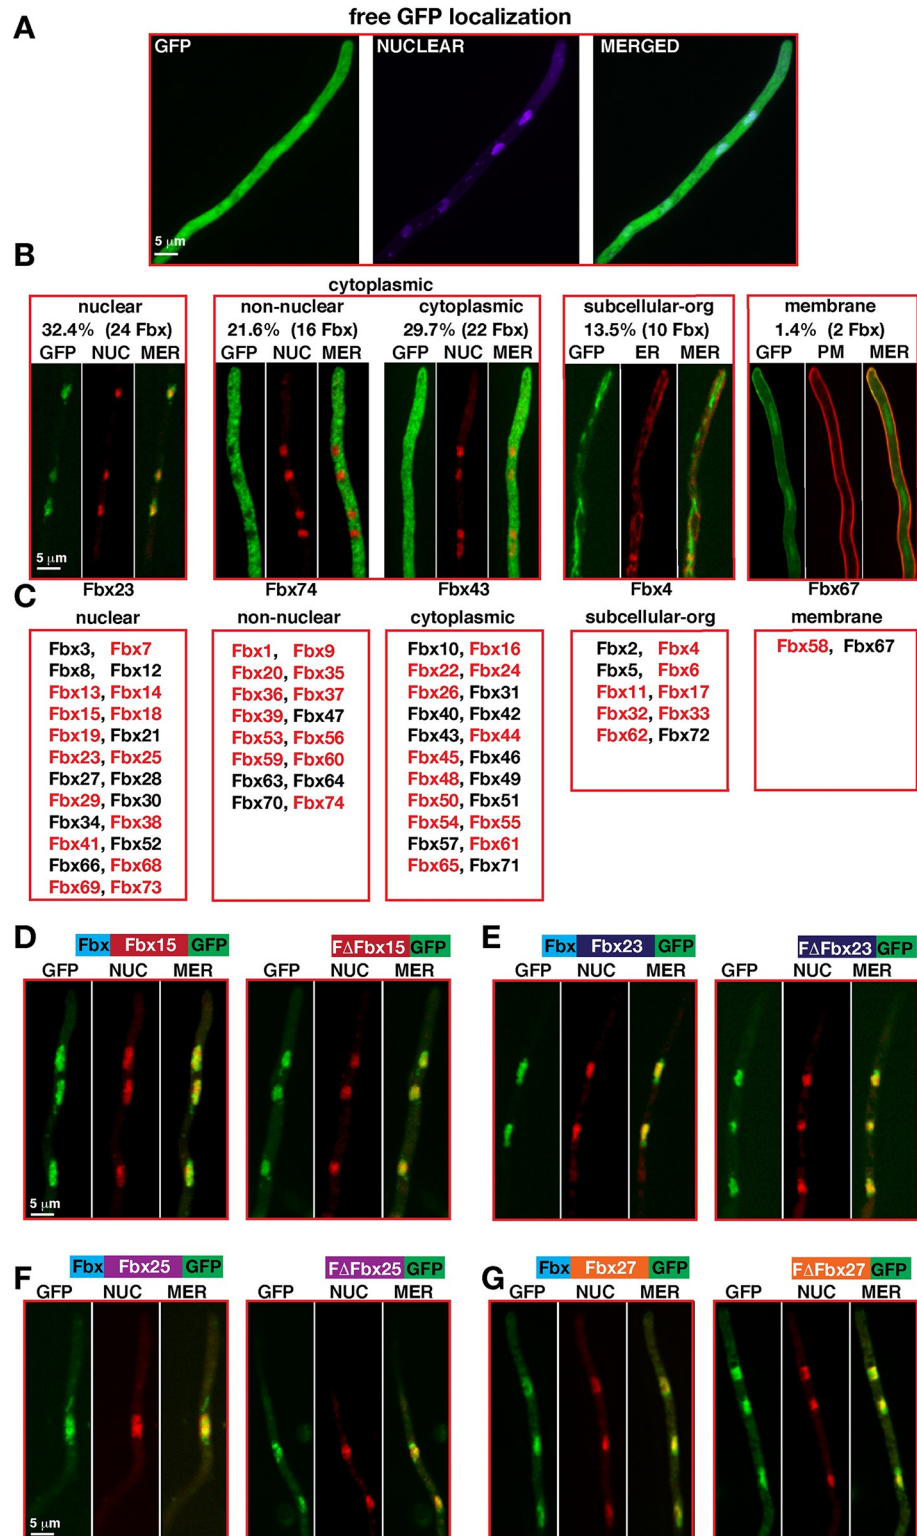 A
free GFP localization
GFP NUCLEAR MERGED
5 μm
B
cytoplasmic
nuclear non-nuclear cytoplasmic subcellular-org membrane
32.4% (24 Fbx) 21.6% (16 Fbx) 29.7% (22 Fbx) 13.5% (10 Fbx) 1.4% (2 Fbx)
GFP NUC MER GFP NUC MER GFP NUC MER GFP ER MER GFP PM MER
5 μm
Fbx23 Fbx74 Fbx43 Fbx4 Fbx67
C
nuclear non-nuclear cytoplasmic subcellular-org membrane
Fbx3, Fbx7
Fbx8, Fbx12
Fbx13, Fbx14
Fbx15, Fbx18
Fbx19, Fbx21
Fbx23, Fbx25
Fbx27, Fbx28
Fbx29, Fbx30
Fbx34, Fbx38
Fbx41, Fbx52
Fbx66, Fbx68
Fbx69, Fbx73
Fbx1, Fbx9
Fbx20, Fbx35
Fbx36, Fbx37
Fbx39, Fbx47
Fbx53, Fbx56
Fbx59, Fbx60
Fbx63, Fbx64
Fbx70, Fbx74
Fbx10, Fbx16
Fbx22, Fbx24
Fbx26, Fbx31
Fbx40, Fbx42
Fbx43, Fbx44
Fbx45, Fbx46
Fbx48, Fbx49
Fbx50, Fbx51
Fbx54, Fbx55
Fbx57, Fbx61
Fbx65, Fbx71
Fbx2, Fbx4
Fbx5, Fbx6
Fbx11, Fbx17
Fbx32, Fbx33
Fbx62, Fbx72
Fbx58, Fbx67
D
Fbx Fbx15 GFP FΔFbx15 GFP
GFP NUC MER GFP NUC MER
5 μm
E
Fbx Fbx23 GFP FΔFbx23 GFP
GFP NUC MER GFP NUC MER
F
Fbx Fbx25 GFP FΔFbx25 GFP
GFP NUC MER GFP NUC MER
5 μm
G
Fbx Fbx27 GFP FΔFbx27 GFP
GFP NUC MER GFP NUC MER